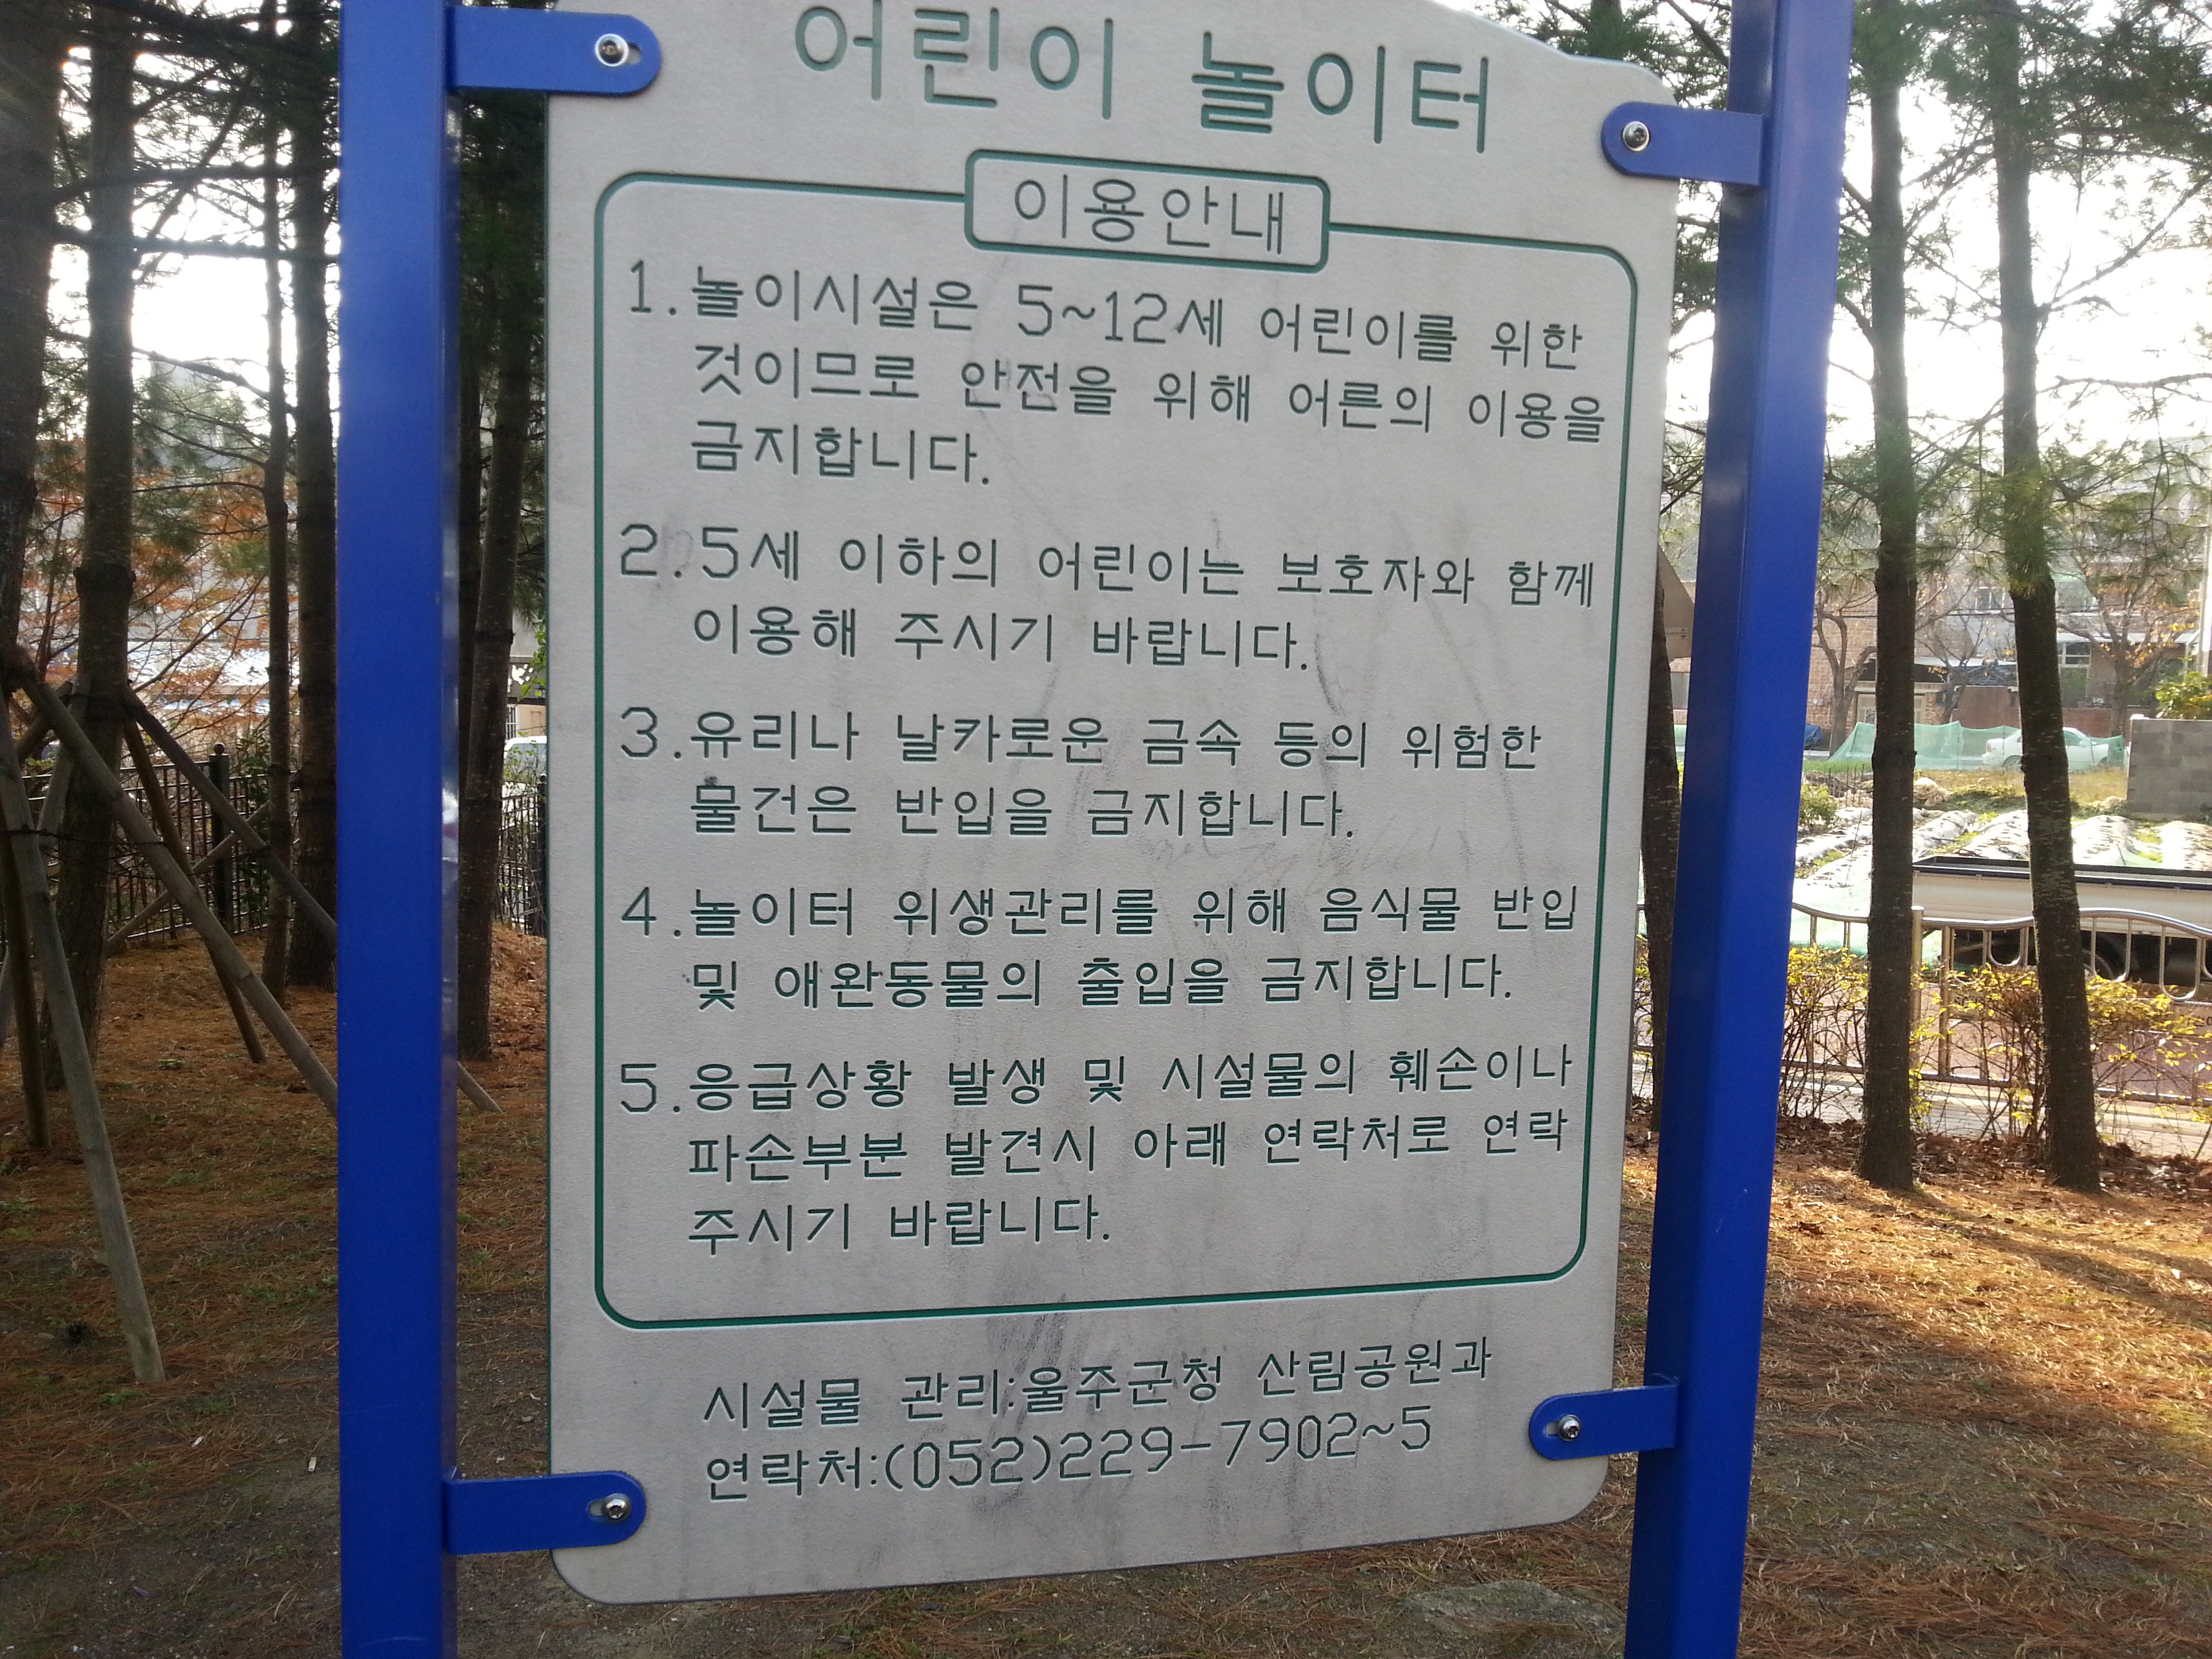 어린이 놀이터
이용안내
1.놀이시설은 5~12세 어린이를 위한
것이므로 안전을 위해 어른의 이용을
금지합니다.
2.5세 이하의 어린이는 보호자와 함께
이용해 주시기 바랍니다.
3.유리나 날카로운 금속 등의 위험한
물건은 반입을 금지합니다.
4.놀이터 위생관리를 위해 음식물 반입
및 애완동물의 출입을 금지합니다.
5.응급상황 발생 및 시설물의 훼손이나
파손부분 발견시 아래 연락처로 연락
주시기 바랍니다.
시설물 관리:울주군청 산림공원과
연락처:(052)229-7902~5